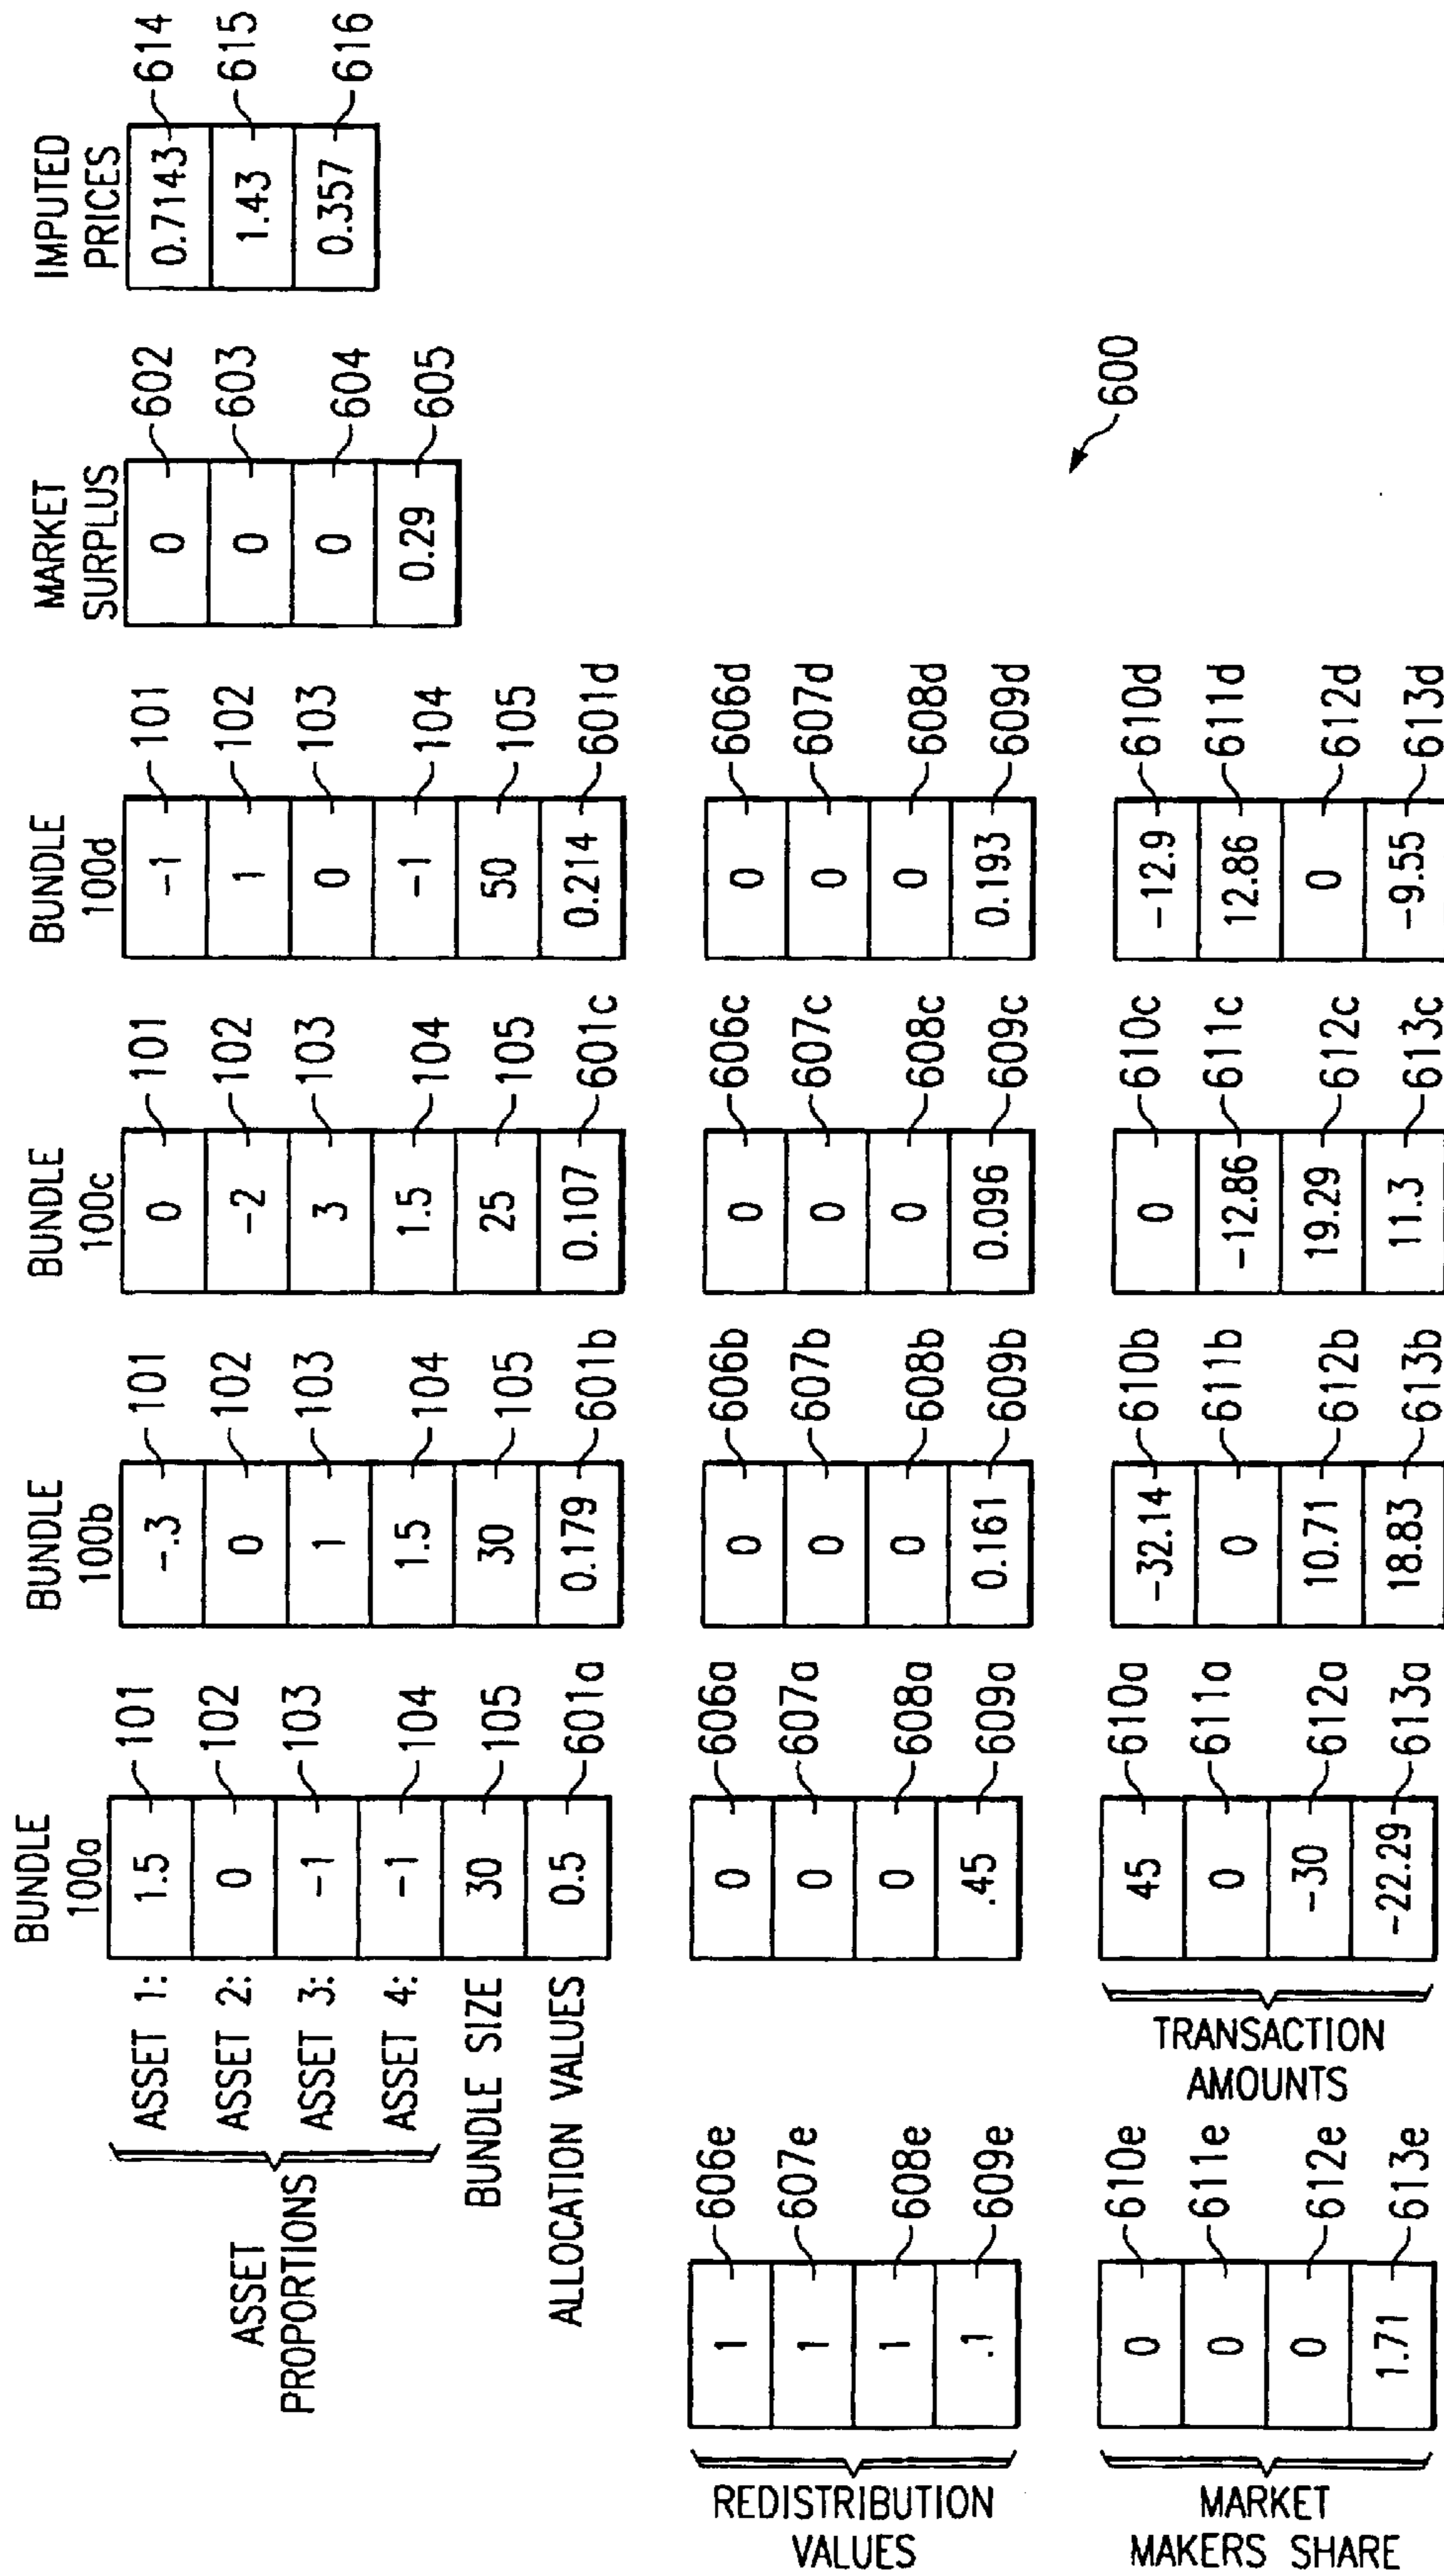 BUNDLE 100a
BUNDLE 100b
BUNDLE 100c
BUNDLE 100d
MARKET SURPLUS
IMPUTED PRICES
ASSET PROPORTIONS
ASSET 1: 1.5 101 -.3 101 0 101 -1 101 0 602 0.7143 614
ASSET 2: 0 102 0 102 -2 102 1 102 0 603 1.43 615
ASSET 3: -1 103 1 103 3 103 0 103 0 604 0.357 616
ASSET 4: -1 104 1.5 104 1.5 104 -1 104 0.29 605
BUNDLE SIZE 30 105 30 105 25 105 50 105
ALLOCATION VALUES 0.5 601a 0.179 601b 0.107 601c 0.214 601d
600
REDISTRIBUTION VALUES
1 606e 0 606a 0 606b 0 606c 0 606d
1 607e 0 607a 0 607b 0 607c 0 607d
1 608e 0 608a 0 608b 0 608c 0 608d
.1 609e .45 609a 0.161 609b 0.096 609c 0.193 609d
MARKET MAKERS SHARE
TRANSACTION AMOUNTS
0 610e 45 610a -32.14 610b 0 610c -12.9 610d
0 611e 0 611a 0 611b -12.86 611c 12.86 611d
0 612e -30 612a 10.71 612b 19.29 612c 0 612d
1.71 613e -22.29 613a 18.83 613b 11.3 613c -9.55 613d